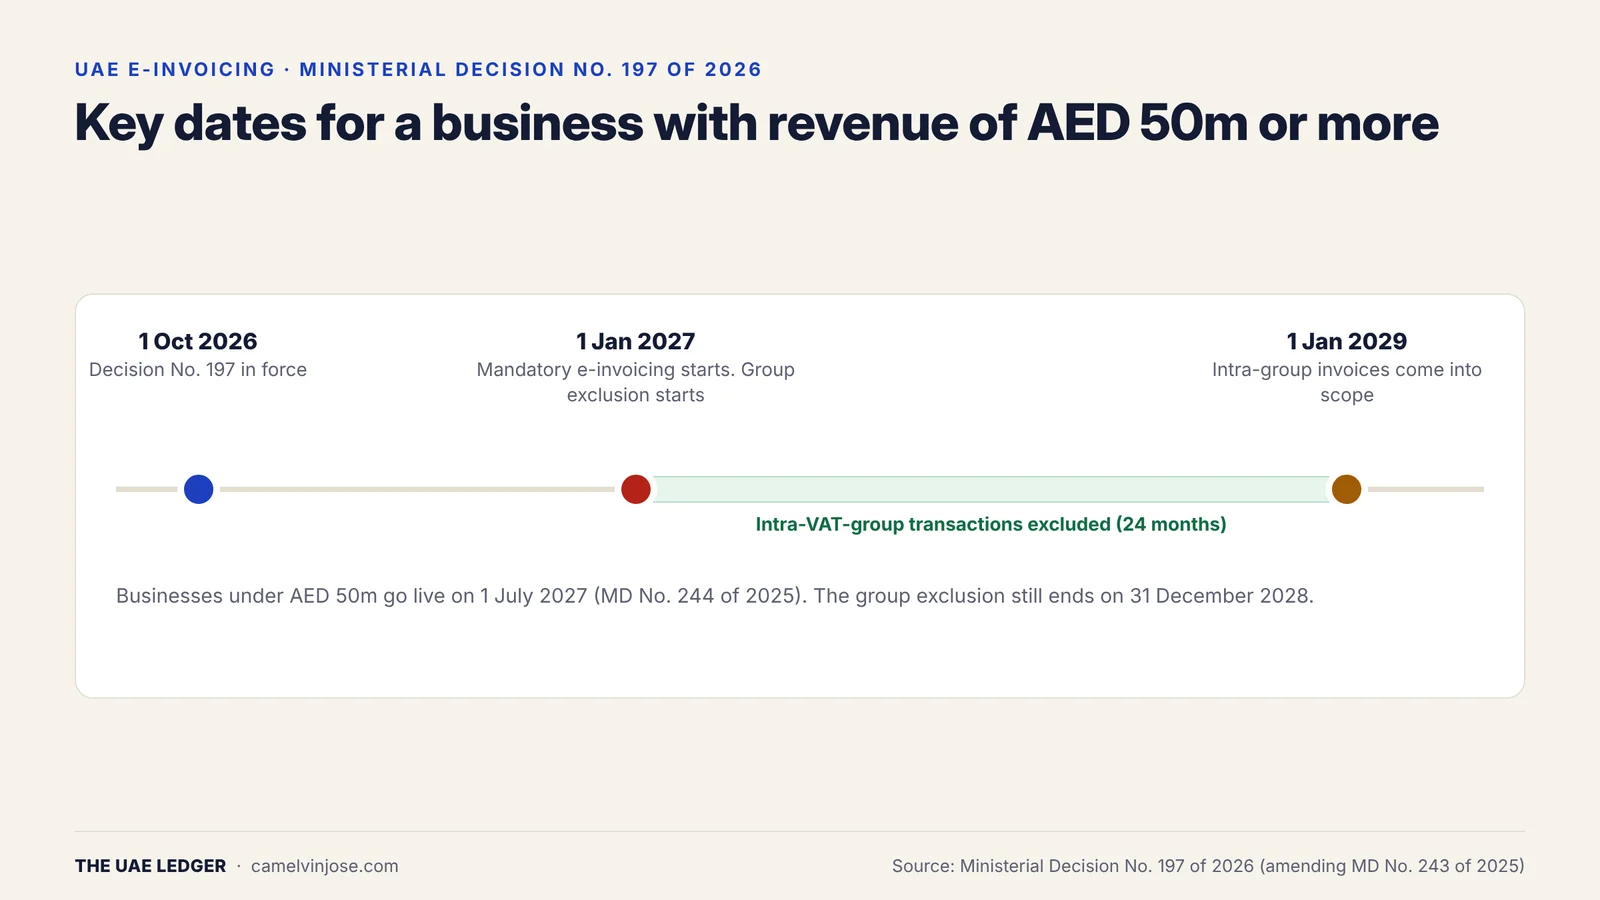 UAE E-INVOICING · MINISTERIAL DECISION NO. 197 OF 2026
Key dates for a business with revenue of AED 50m or more
1 Oct 2026
Decision No. 197 in force
1 Jan 2027
Mandatory e-invoicing starts. Group
exclusion starts
1 Jan 2029
Intra-group invoices come into
scope
Intra-VAT-group transactions excluded (24 months)
Businesses under AED 50m go live on 1 July 2027 (MD No. 244 of 2025). The group exclusion still ends on 31 December 2028.
THE UAE LEDGER · camelvinjose.com
Source: Ministerial Decision No. 197 of 2026 (amending MD No. 243 of 2025)